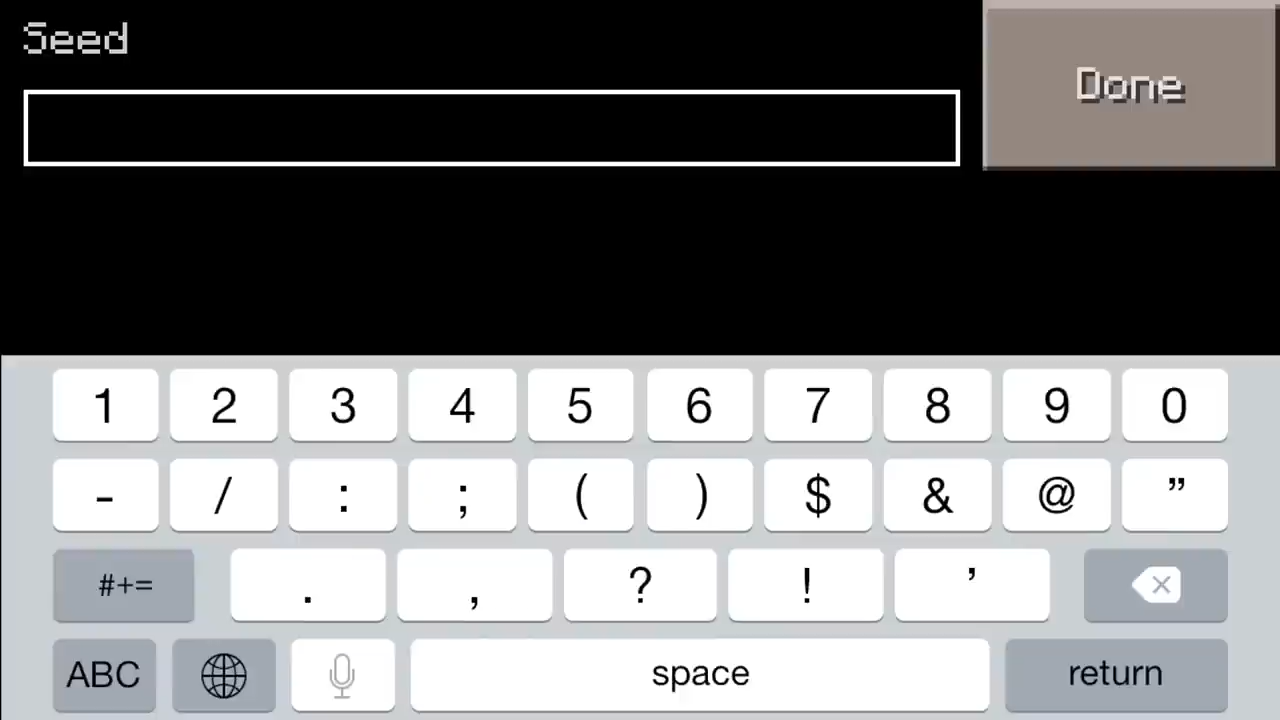 Seed
Done
1 2 3 4 5 6 7 8 9 0
- / : ; ( ) $ & @ ”
#+= . , ? ! ’
ABC space return